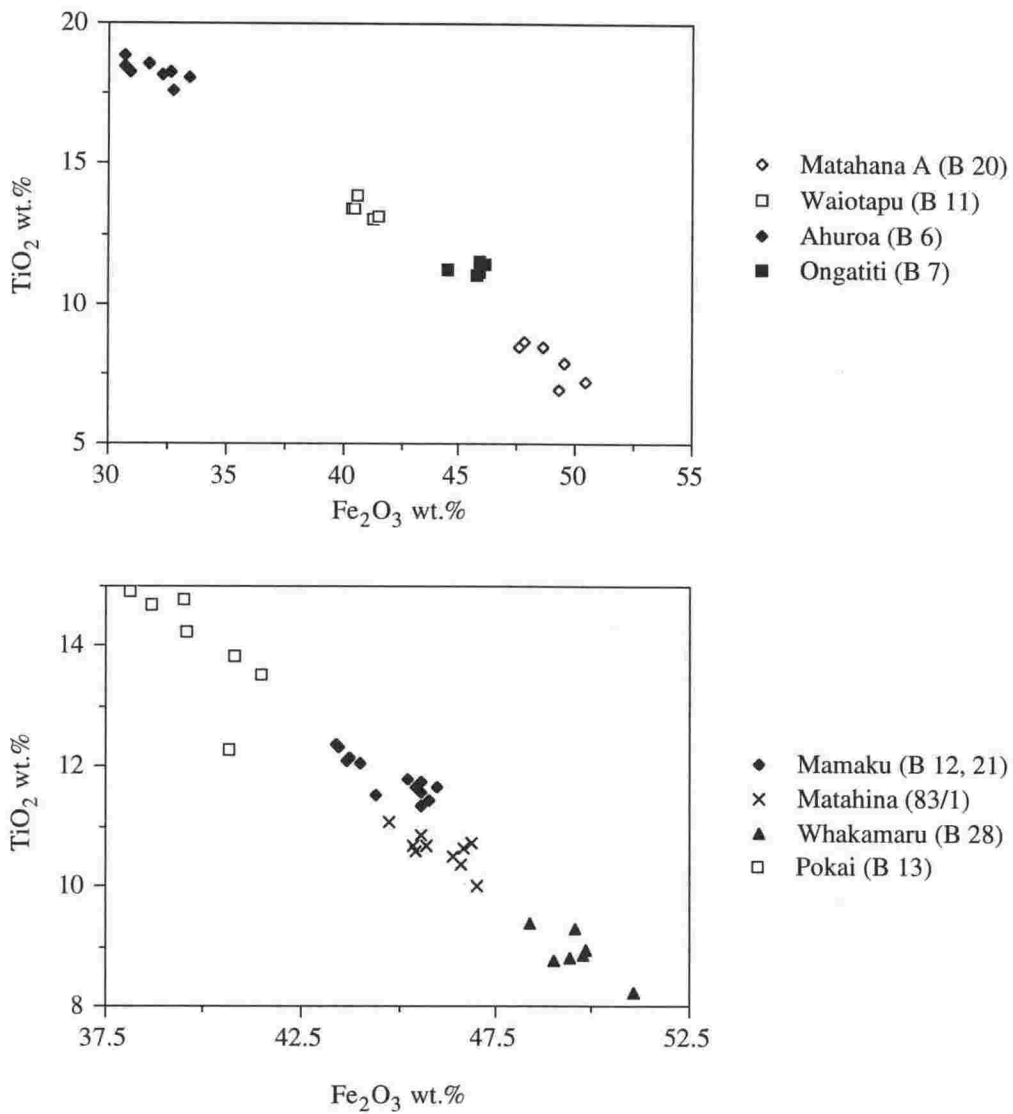 20
15
10
5
TiO₂ wt.%
30 35 40 45 50 55
Fe₂O₃ wt.%
Matahana A (B 20)
Waiotapu (B 11)
Ahuroa (B 6)
Ongatiti (B 7)
14
12
10
8
TiO₂ wt.%
37.5 42.5 47.5 52.5
Fe₂O₃ wt.%
Mamaku (B 12, 21)
Matahina (83/1)
Whakamaru (B 28)
Pokai (B 13)